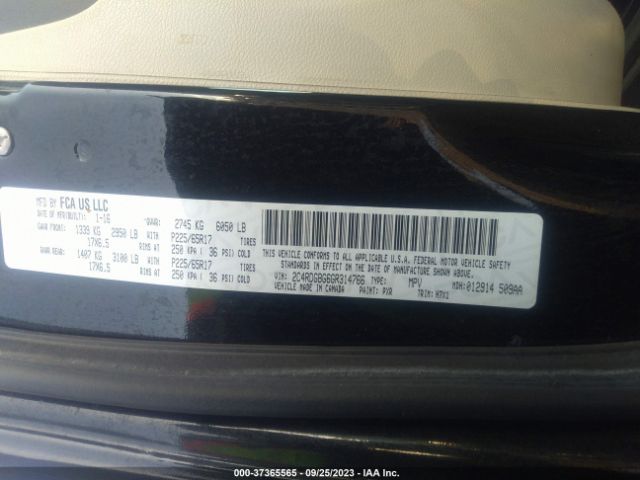 MFD BY FCA US LLC
DATE OF MFR(BUILT): 1-16 GVWR: 2745 KG 6050 LB
GAWR FRONT: 1339 KG 2950 LB WITH P225/65R17 TIRES
17X6.5 RIMS AT 250 KPA ( 36 PSI) COLD
GAWR REAR: 1407 KG 3100 LB WITH P225/65R17 TIRES
17X6.5 RIMS AT 250 KPA ( 36 PSI) COLD
THIS VEHICLE CONFORMS TO ALL APPLICABLE U.S.A. FEDERAL MOTOR VEHICLE SAFETY
STANDARDS IN EFFECT ON THE DATE OF MANUFACTURE SHOWN ABOVE.
VIN: 2C4RDGBG6GR314766 TYPE: MPV MDH: 012914 509AA
VEHICLE MADE IN CANADA PAINT: PXR TRIM:
000-37365565 - 09/25/2023 - IAA Inc.